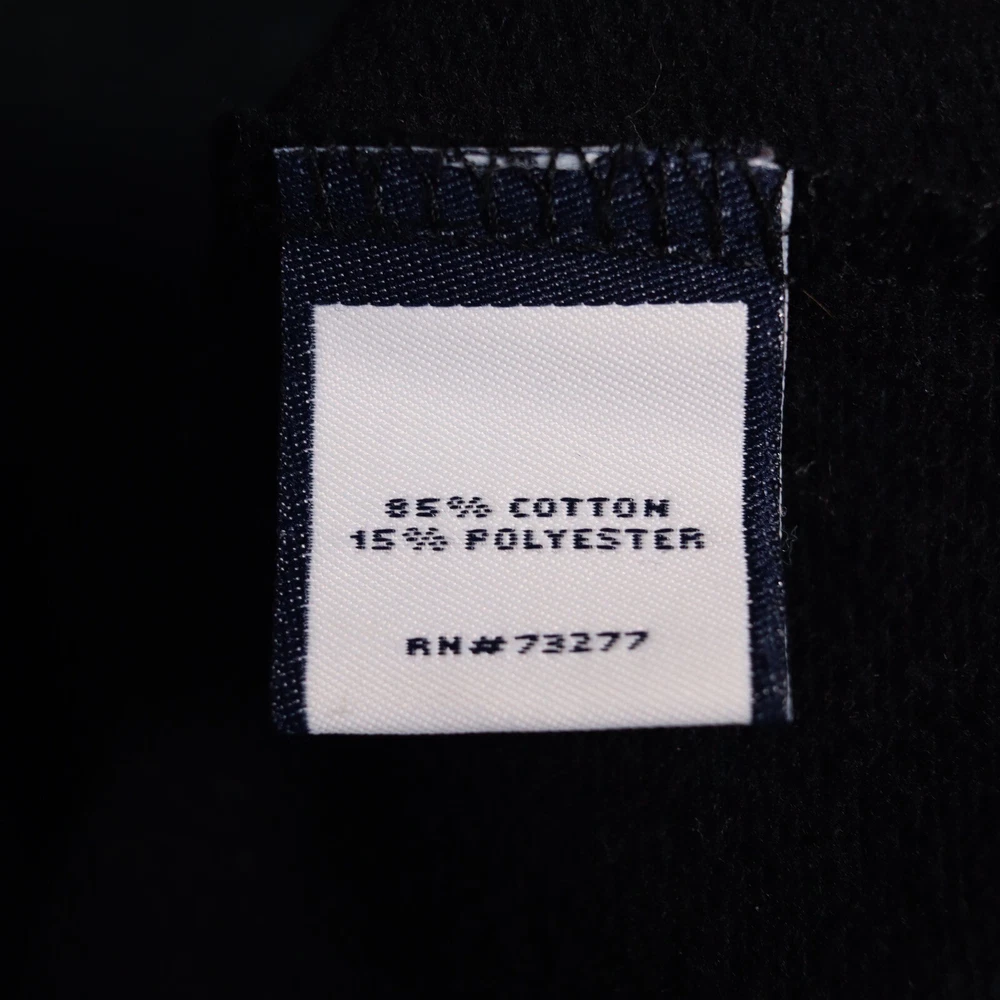 85% COTTON
15% POLYESTER
RN#73277